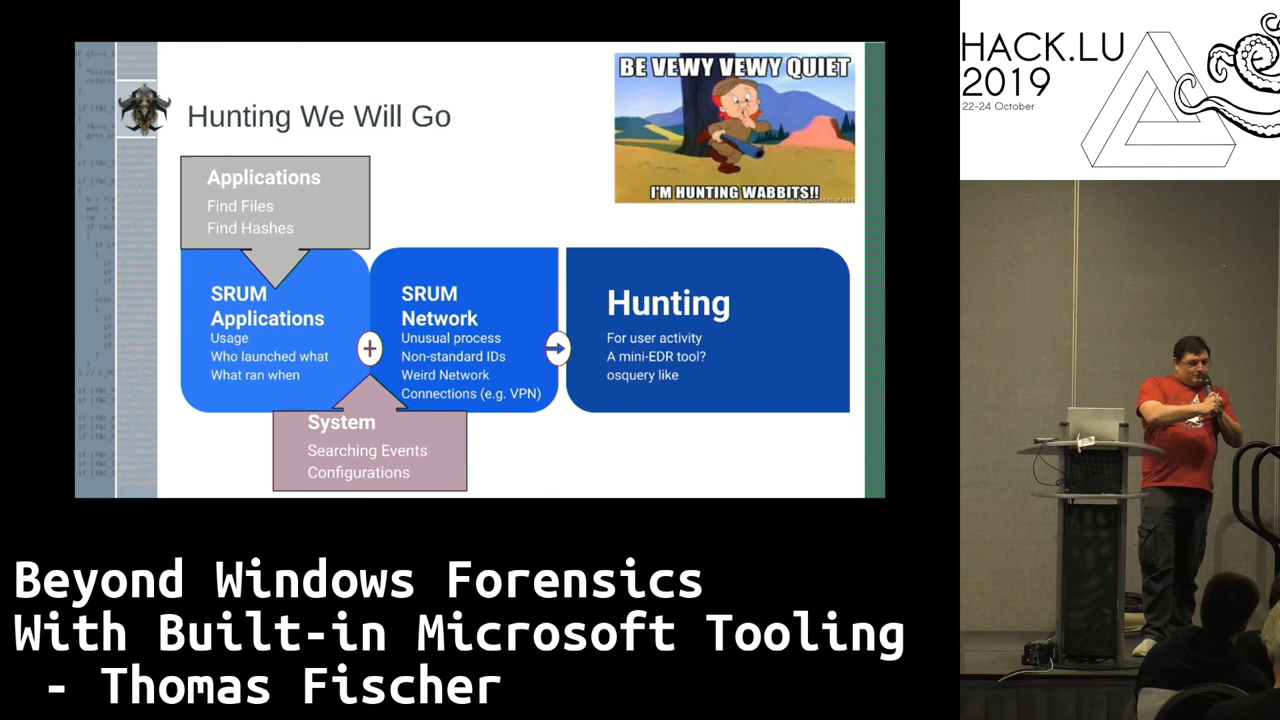 HACK.LU
2019
22-24 October
Hunting We Will Go
BE VEWY VEWY QUIET
I'M HUNTING WABBITS!!
Applications
Find Files
Find Hashes
SRUM
Applications
Usage
Who launched what
What ran when
+
SRUM
Network
Unusual process
Non-standard IDs
Weird Network
Connections (e.g. VPN)
Hunting
For user activity
A mini-EDR tool?
osquery like
System
Searching Events
Configurations
Beyond Windows Forensics
With Built-in Microsoft Tooling
- Thomas Fischer